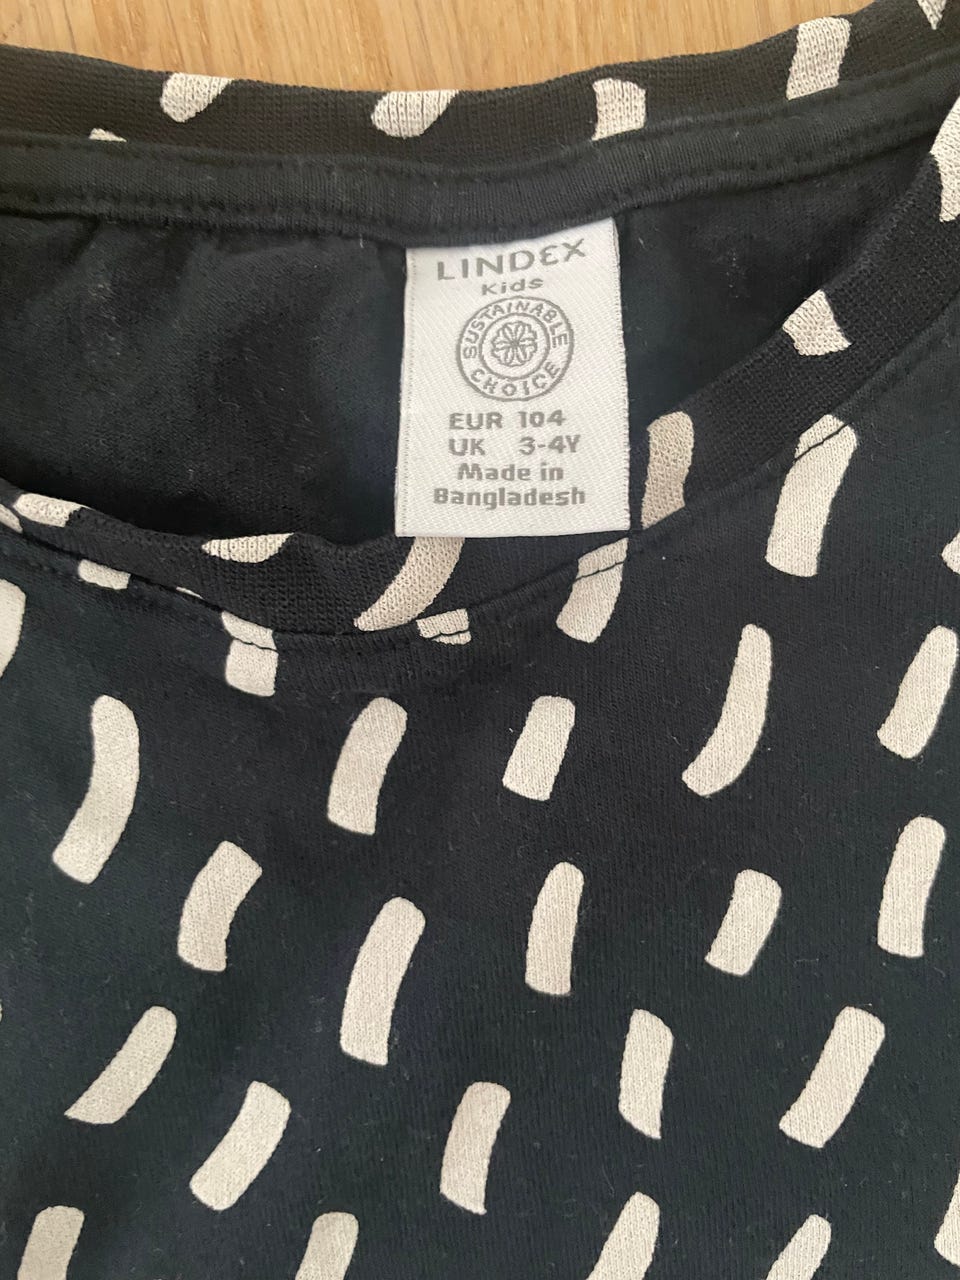 LINDEX
Kids
SUSTAINABLE
CHOICE
EUR 104
UK 3-4Y
Made in
Bangladesh